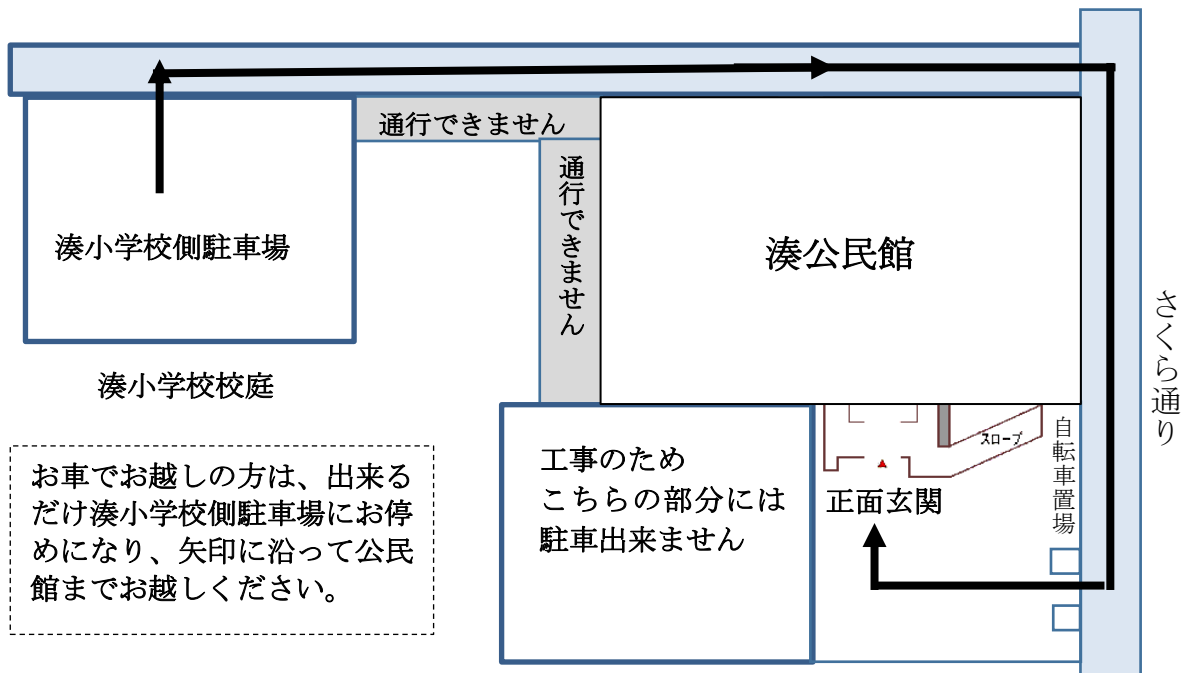 通行できません
通行できません
湊小学校側駐車場
湊公民館
さくら通り
湊小学校校庭
お車でお越しの方は、出来る
だけ湊小学校側駐車場にお停
めになり、矢印に沿って公民
館までお越しください。
工事のため
こちらの部分には
駐車出来ません
スロープ
正面玄関
自転車置場